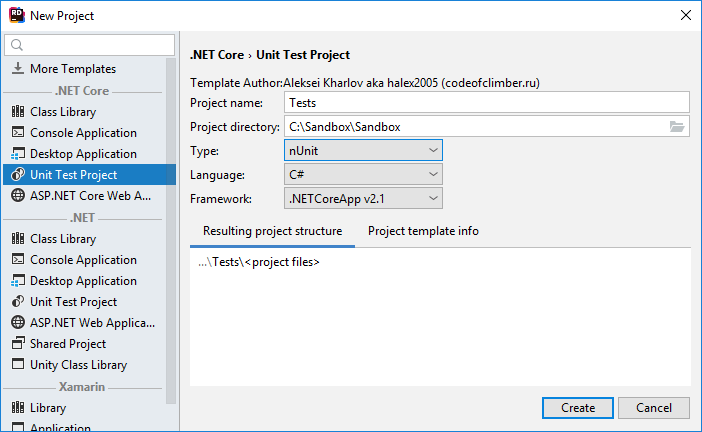 RD
New Project
More Templates
.NET Core
Class Library
Console Application
Desktop Application
Unit Test Project
ASP.NET Core Web A...
.NET
Class Library
Console Application
Desktop Application
Unit Test Project
ASP.NET Web Applica...
Shared Project
Unity Class Library
Xamarin
Library
Application
.NET Core › Unit Test Project
Template Author:Aleksei Kharlov aka halex2005 (codeofclimber.ru)
Project name: Tests
Project directory: C:\Sandbox\Sandbox
Type: nUnit
Language: C#
Framework: .NETCoreApp v2.1
Resulting project structure Project template info
...\Tests\<project files>
Create Cancel